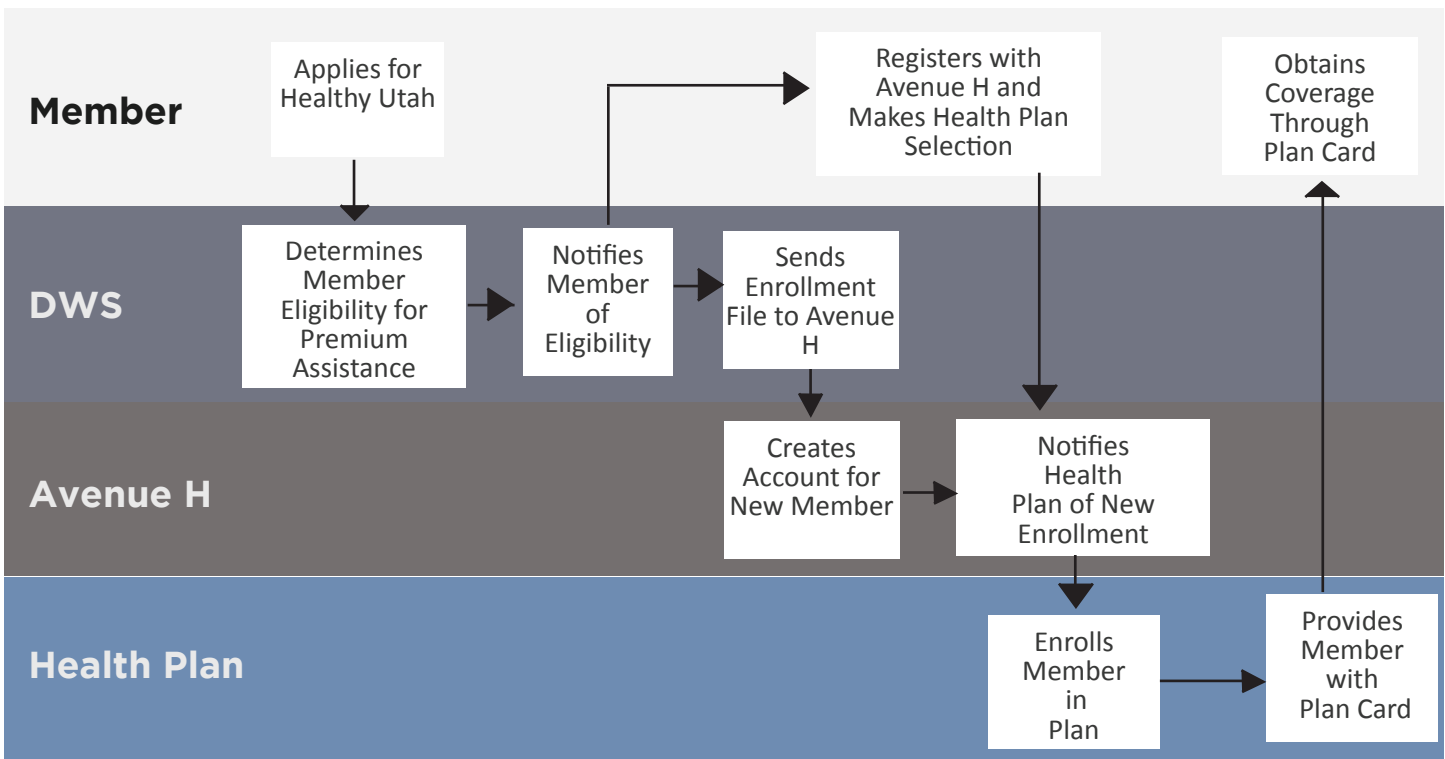 Member
Applies for
Healthy Utah
Registers with
Avenue H and
Makes Health Plan
Selection
Obtains
Coverage
Through
Plan Card
DWS
Determines
Member
Eligibility for
Premium
Assistance
Notifies
Member
of
Eligibility
Sends
Enrollment
File to Avenue
H
Avenue H
Creates
Account for
New Member
Notifies
Health
Plan of New
Enrollment
Health Plan
Enrolls
Member
in
Plan
Provides
Member
with
Plan Card